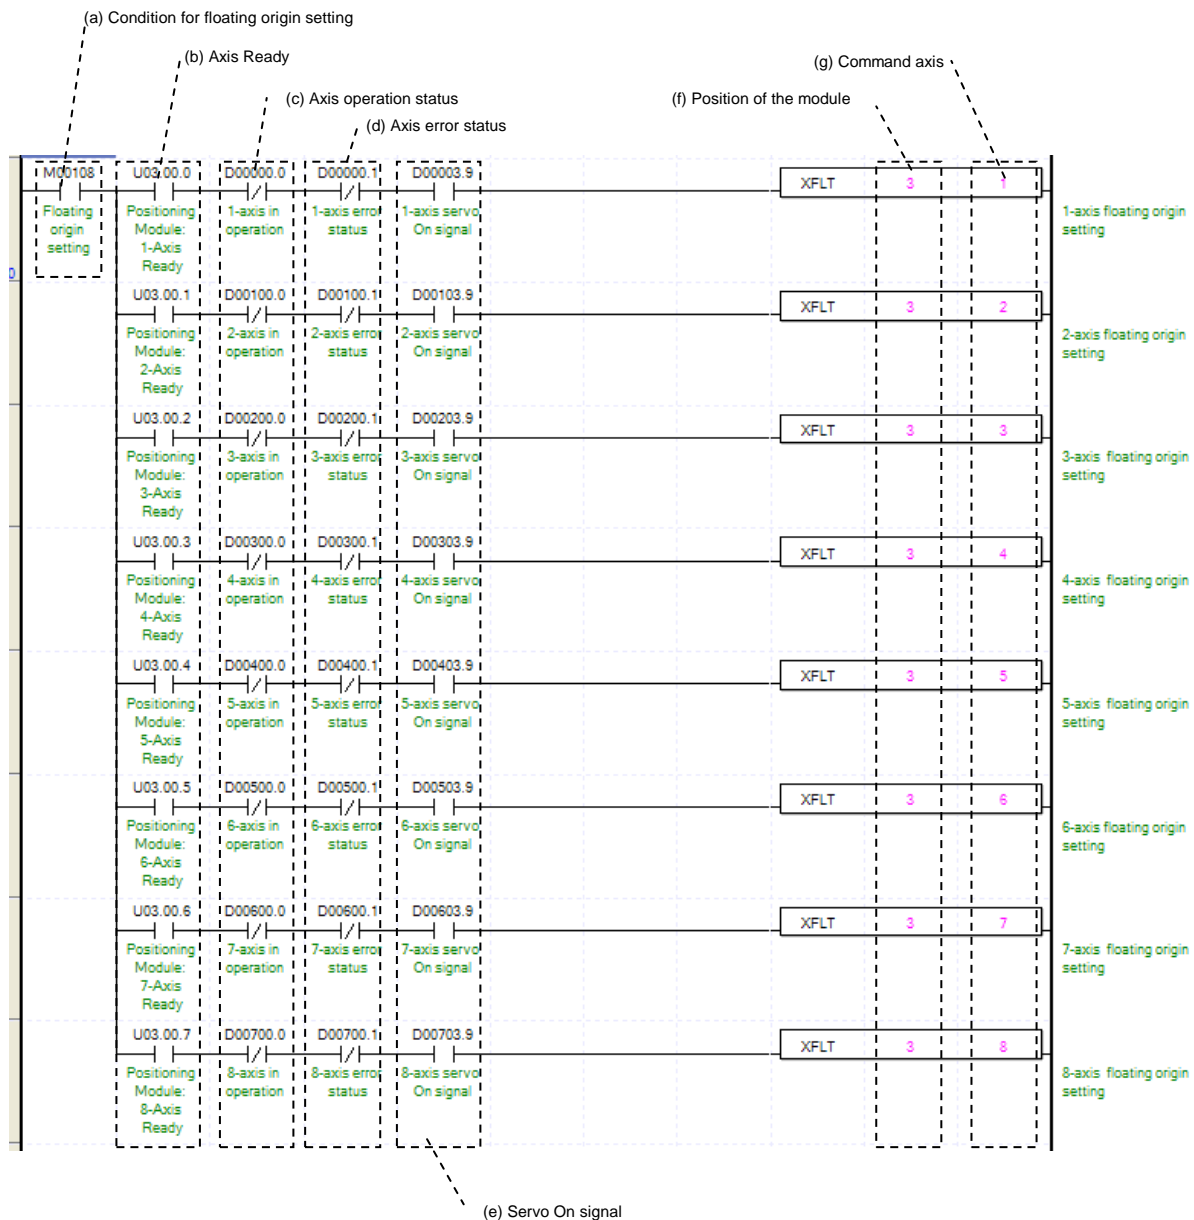 (a) Condition for floating origin setting
(b) Axis Ready
(g) Command axis
(c) Axis operation status
(f) Position of the module
(d) Axis error status
M00108 U03.00.0 D00000.0 D00000.1 D00003.9
XFLT 3 1
Floating Positioning 1-axis in 1-axis error 1-axis servo 1-axis floating origin
origin Module: operation status On signal setting
setting 1-Axis
Ready
0
U03.00.1 D00100.0 D00100.1 D00103.9
XFLT 3 2
Positioning 2-axis in 2-axis error 2-axis servo 2-axis floating origin
Module: operation status On signal setting
2-Axis
Ready
U03.00.2 D00200.0 D00200.1 D00203.9
XFLT 3 3
Positioning 3-axis in 3-axis error 3-axis servo 3-axis floating origin
Module: operation status On signal setting
3-Axis
Ready
U03.00.3 D00300.0 D00300.1 D00303.9
XFLT 3 4
Positioning 4-axis in 4-axis error 4-axis servo 4-axis floating origin
Module: operation status On signal setting
4-Axis
Ready
U03.00.4 D00400.0 D00400.1 D00403.9
XFLT 3 5
Positioning 5-axis in 5-axis error 5-axis servo 5-axis floating origin
Module: operation status On signal setting
5-Axis
Ready
U03.00.5 D00500.0 D00500.1 D00503.9
XFLT 3 6
Positioning 6-axis in 6-axis error 6-axis servo 6-axis floating origin
Module: operation status On signal setting
6-Axis
Ready
U03.00.6 D00600.0 D00600.1 D00603.9
XFLT 3 7
Positioning 7-axis in 7-axis error 7-axis servo 7-axis floating origin
Module: operation status On signal setting
7-Axis
Ready
U03.00.7 D00700.0 D00700.1 D00703.9
XFLT 3 8
Positioning 8-axis in 8-axis error 8-axis servo 8-axis floating origin
Module: operation status On signal setting
8-Axis
Ready
(e) Servo On signal